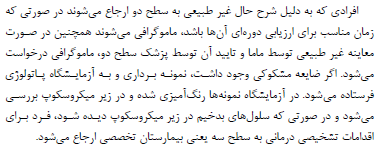 افرادی که به دلیل شرح حال غیر طبیعی به سطح دو ارجاع می‌شوند در صورتی که
زمان مناسب برای ارزیابی دوره‌ای آن‌ها باشد، ماموگرافی می‌شوند همچنین در صورت
معاینه غیر طبیعی توسط ماما و تایید آن توسط پزشک سطح دو، ماموگرافی درخواست
می‌شود. اگر ضایعه مشکوکی وجود داشت، نمونه برداری و به آزمایشگاه پاتولوژی
فرستاده می‌شود. در آزمایشگاه نمونه‌ها رنگ‌آمیزی شده و در زیر میکروسکوپ بررسی
می‌شود و در صورتی که سلول‌های بدخیم در زیر میکروسکوپ دیده شود، فرد برای
اقدامات تشخیصی درمانی به سطح سه یعنی بیمارستان تخصصی ارجاع می‌شود.